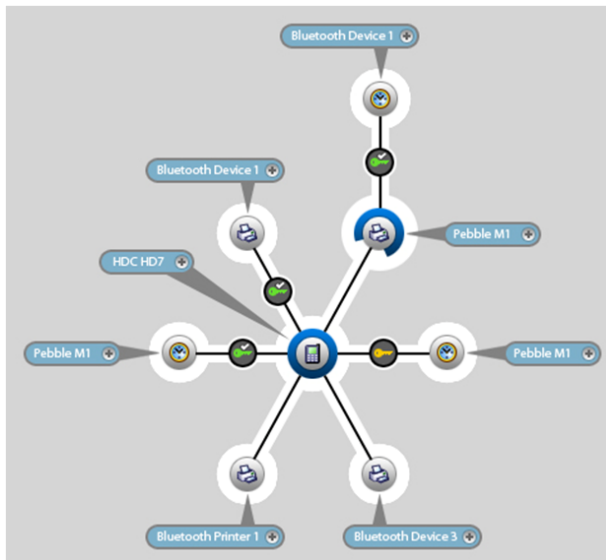 Bluetooth Device 1
Bluetooth Device 1
Pebble M1
HDC HD7
Pebble M1
Pebble M1
Bluetooth Printer 1
Bluetooth Device 3